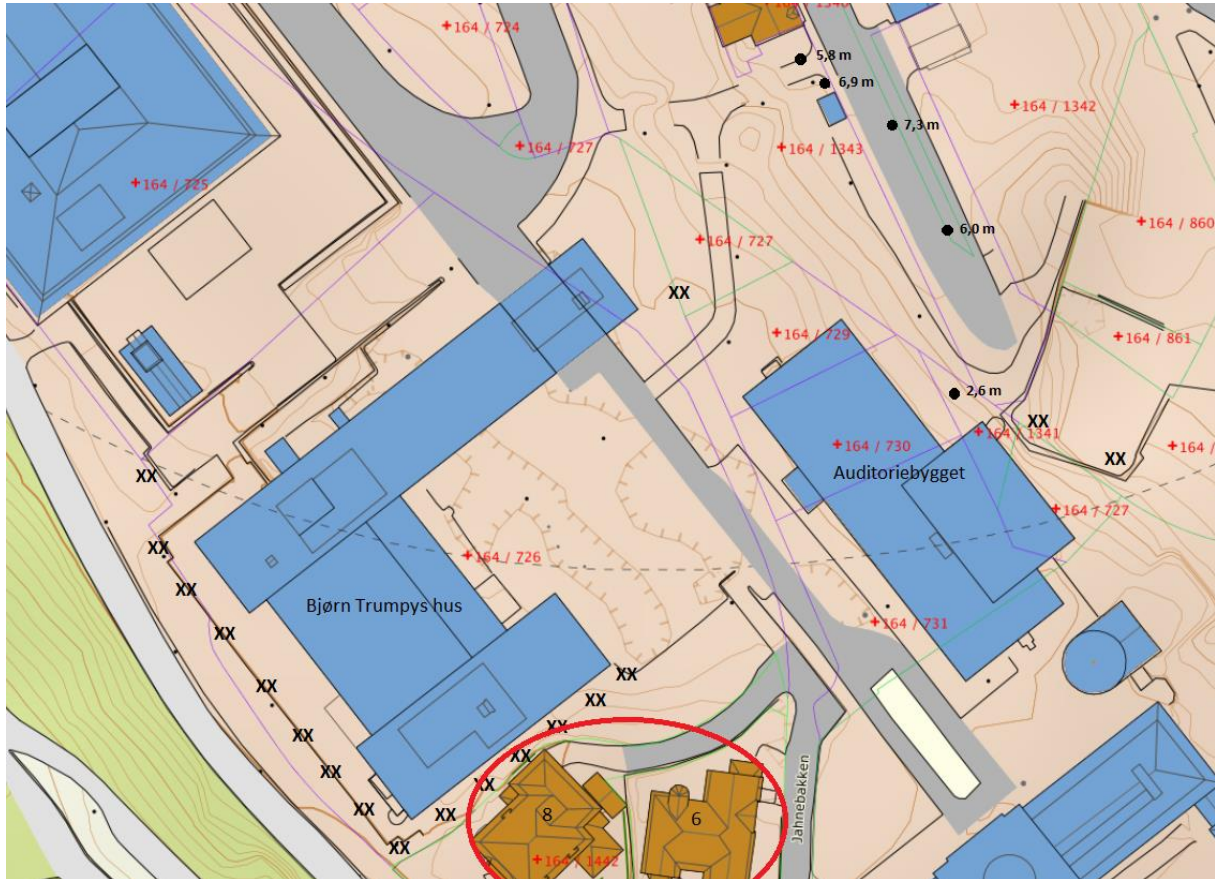 164 / 724
5,8 m
6,9 m
164 / 1342
7,3 m
164 / 727
164 / 1343
164 / 725
164 / 860
6,0 m
164 / 727
XX
164 / 729
164 / 861
2,6 m
XX
164 / 1341
164 / 730
164 /
XX
Auditoriebygget
XX
164 / 727
XX
164 / 726
XX
Bjørn Trumpys hus
164 / 731
XX
XX
XX
XX
XX
XX
XX
XX
XX
XX
XX
XX
8
6
XX
164 / 1442
Jahnebakken